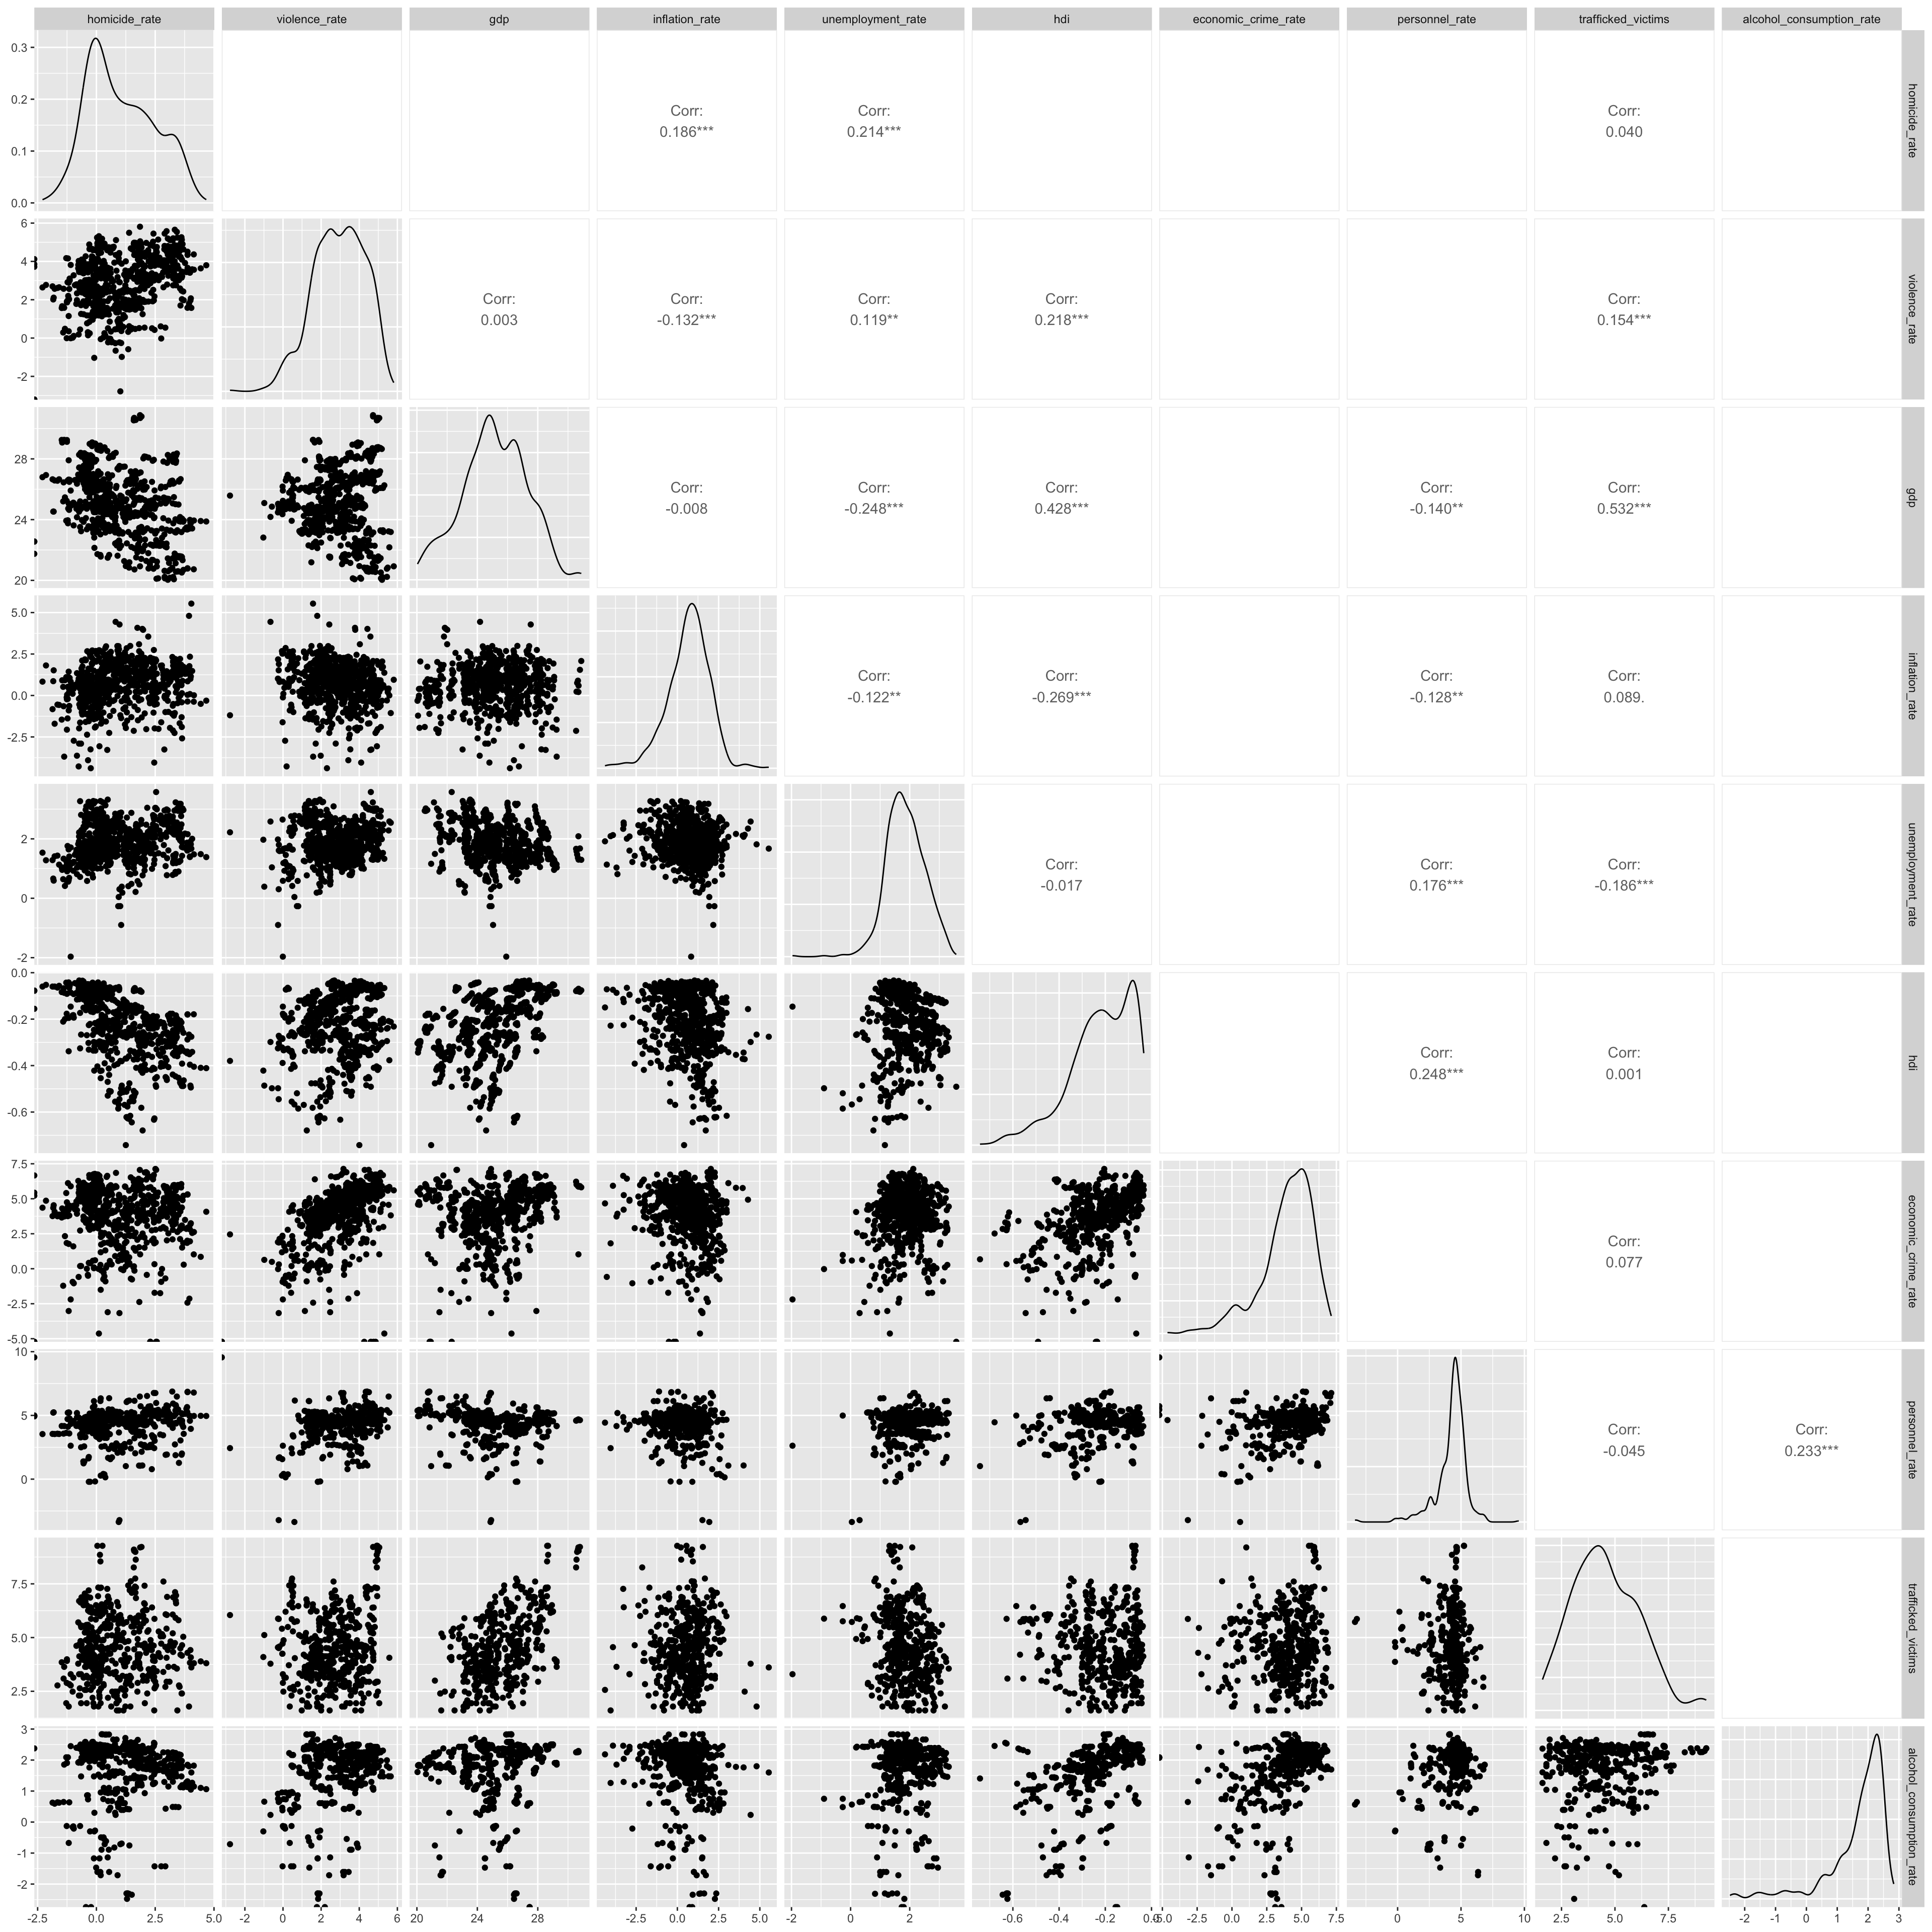 homicide_rate violence_rate gdp inflation_rate unemployment_rate hdi economic_crime_rate personnel_rate trafficked_victims alcohol_consumption_rate
0.3
0.2
0.1
0.0
Corr: Corr: Corr:
0.186*** 0.214*** 0.040
homicide_rate
6
4
2
0
-2
Corr: Corr: Corr: Corr: Corr:
0.003 -0.132*** 0.119** 0.218*** 0.154***
violence_rate
28
24
20
Corr: Corr: Corr: Corr: Corr:
-0.008 -0.248*** 0.428*** -0.140** 0.532***
gdp
5.0
2.5
0.0
-2.5
Corr: Corr: Corr: Corr:
-0.122** -0.269*** -0.128** 0.089.
inflation_rate
2
0
-2
Corr: Corr: Corr:
-0.017 0.176*** -0.186***
unemployment_rate
0.0
-0.2
-0.4
-0.6
Corr: Corr:
0.248*** 0.001
hdi
7.5
5.0
2.5
0.0
-2.5
-5.0
Corr:
0.077
economic_crime_rate
10
5
0
Corr: Corr:
-0.045 0.233***
personnel_rate
7.5
5.0
2.5
trafficked_victims
3
2
1
0
-1
-2
alcohol_consumption_rate
-2.5 0.0 2.5 5.0 -2 0 2 4 6 20 24 28 -2.5 0.0 2.5 5.0 -2 0 2 -0.6 -0.4 -0.2 0.0 -5.0 -2.5 0.0 2.5 5.0 7.5 0 5 10 2.5 5.0 7.5 -2 -1 0 1 2 3